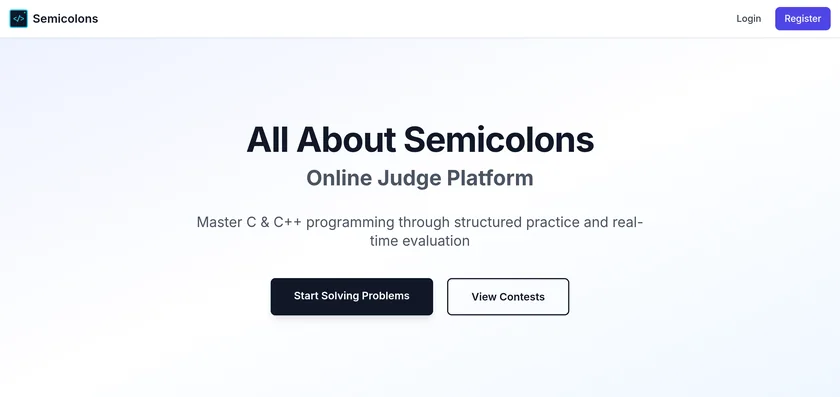 </>
Semicolons
Login
Register
All About Semicolons
Online Judge Platform
Master C & C++ programming through structured practice and real-
time evaluation
Start Solving Problems
View Contests